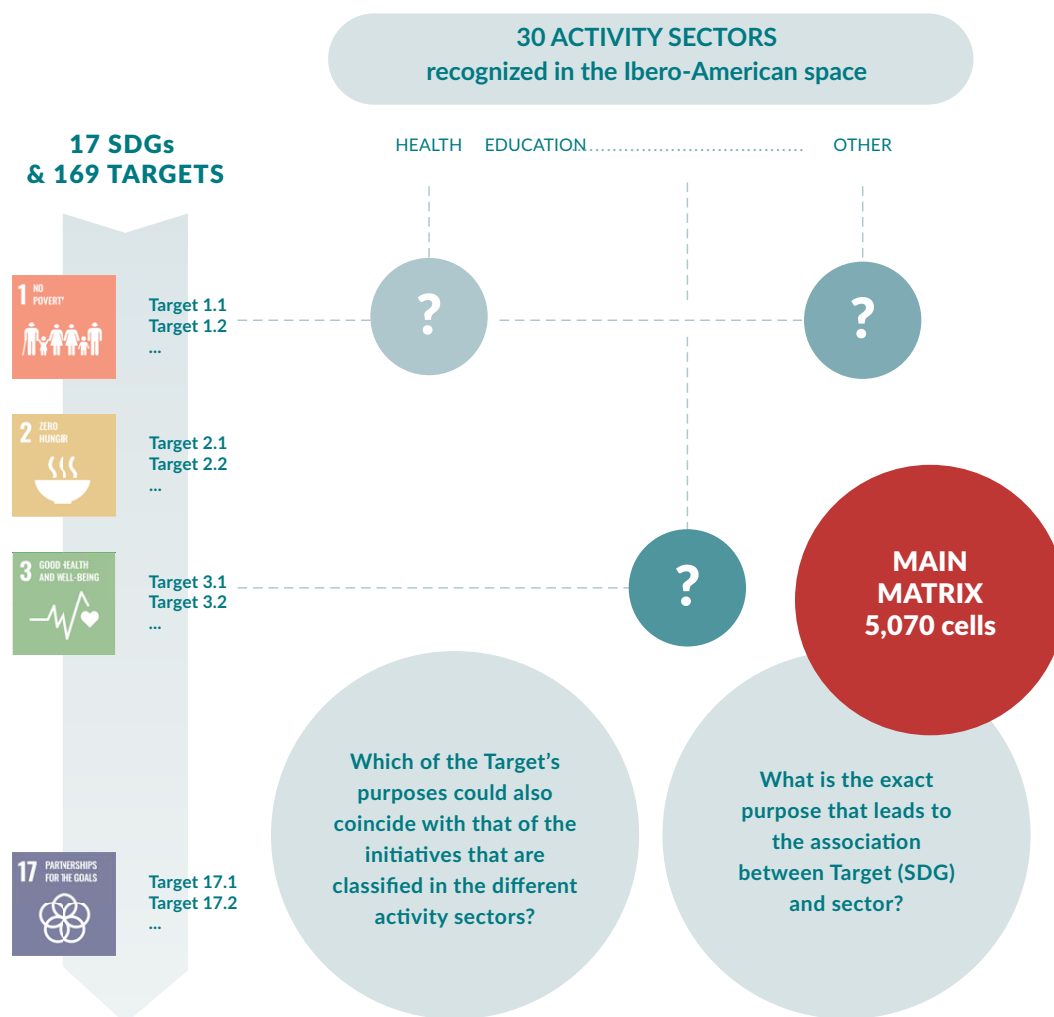 30 ACTIVITY SECTORS
recognized in the Ibero-American space
17 SDGs
& 169 TARGETS
HEALTH EDUCATION........................................ OTHER
1 NO
POVERTY
Target 1.1
Target 1.2
...
?
?
2 ZERO
HUNGER
Target 2.1
Target 2.2
...
3 GOOD HEALTH
AND WELL-BEING
Target 3.1
Target 3.2
...
?
MAIN
MATRIX
5,070 cells
Which of the Target’s
purposes could also
coincide with that of the
initiatives that are
classified in the different
activity sectors?
What is the exact
purpose that leads to
the association
between Target (SDG)
and sector?
17 PARTNERSHIPS
FOR THE GOALS
Target 17.1
Target 17.2
...